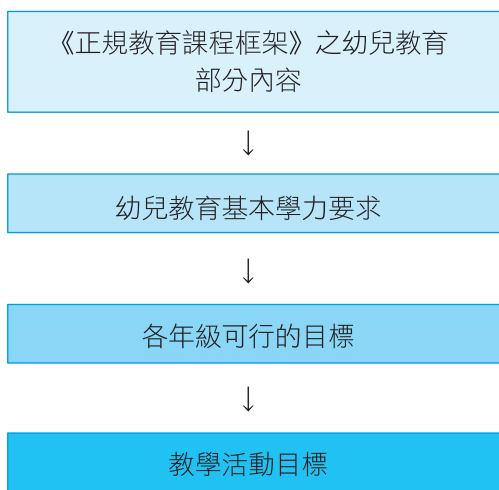 《正規教育課程框架》之幼兒教育
部分內容
↓
幼兒教育基本學力要求
↓
各年級可行的目標
↓
教學活動目標